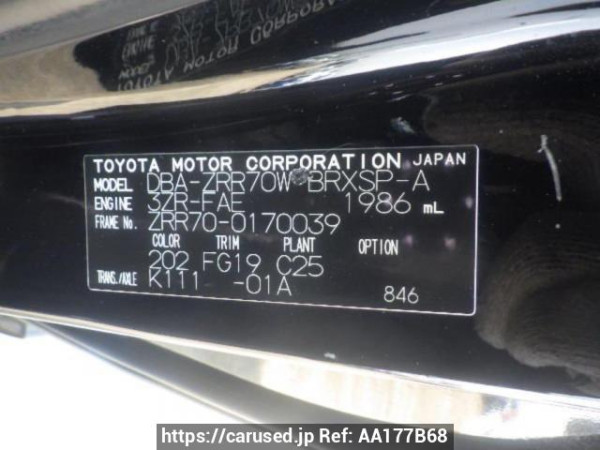 TOYOTA MOTOR CORPORATION JAPAN
MODEL DBA-ZRR70W-BRXSP-A
ENGINE 3ZR-FAE 1986 mL
FRAME No. ZRR70-0170039
COLOR TRIM PLANT OPTION
202 FG19 C25
TRANS./AXLE K111 -01A
846
https://carused.jp Ref: AA177B68